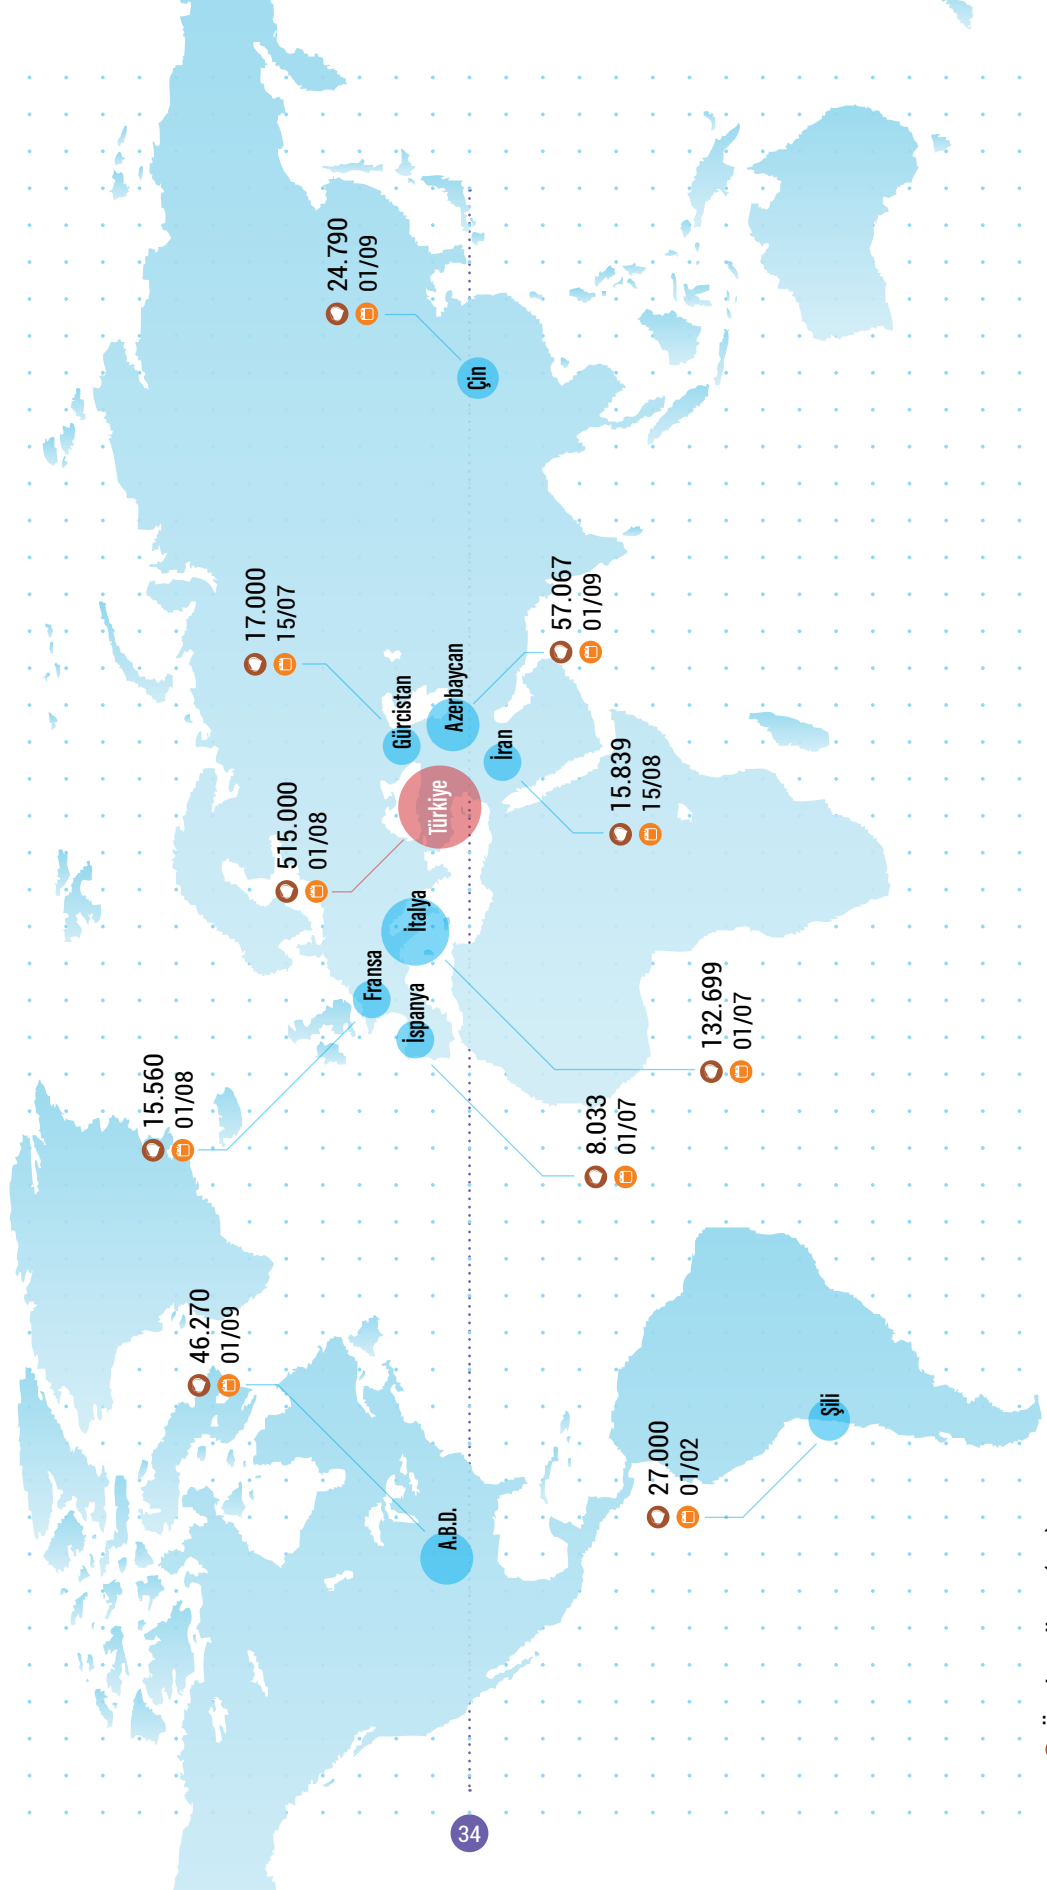 15.560
01/08
46.270
01/09
515.000
01/08
17.000
15/07
24.790
01/09
Fransa
İspanya
İtalya
Türkiye
Gürcistan
Azerbaycan
İran
Çin
A.B.D.
34
8.033
01/07
132.699
01/07
15.839
15/08
57.067
01/09
27.000
01/02
Şili